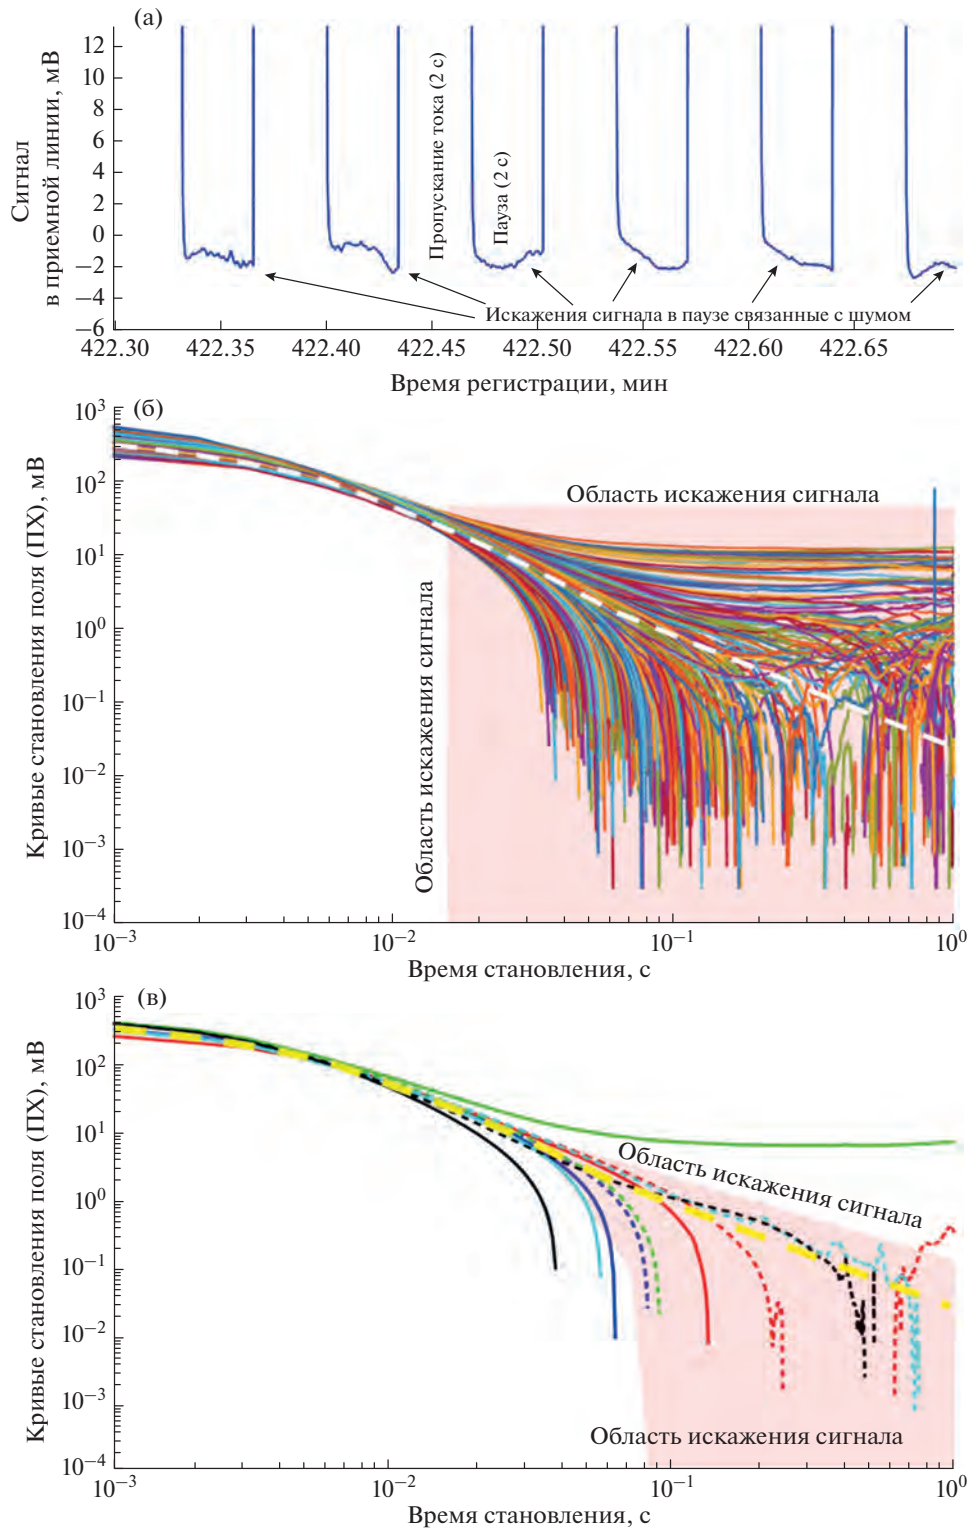 (а)
Сигнал
в приемной линии, мВ
12
10
8
6
4
2
0
−2
−4
−6
Пропускание тока (2 с)
Пауза (2 с)
Искажения сигнала в паузе связанные с шумом
422.30
422.35
422.40
422.45
422.50
422.55
422.60
422.65
Время регистрации, мин
(б)
Кривые становления поля (ПХ), мВ
10³
10²
10¹
10⁰
10⁻¹
10⁻²
10⁻³
10⁻⁴
Область искажения сигнала
Область искажения сигнала
10⁻³
10⁻²
10⁻¹
10⁰
Время становления, с
(в)
Кривые становления поля (ПХ), мВ
10³
10²
10¹
10⁰
10⁻¹
10⁻²
10⁻³
10⁻⁴
Область искажения сигнала
Область искажения сигнала
10⁻³
10⁻²
10⁻¹
10⁰
Время становления, с